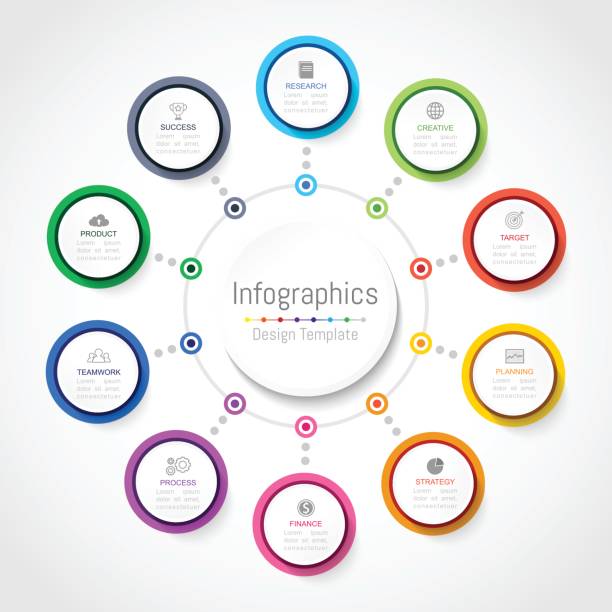 RESEARCH
Lorem ipsum
dolor sit amet,
consectetuer
CREATIVE
Lorem ipsum
dolor sit amet,
consectetuer
TARGET
Lorem ipsum
dolor sit amet,
consectetuer
PLANNING
Lorem ipsum
dolor sit amet,
consectetuer
STRATEGY
Lorem ipsum
dolor sit amet,
consectetuer
FINANCE
Lorem ipsum
dolor sit amet,
consectetuer
PROCESS
Lorem ipsum
dolor sit amet,
consectetuer
TEAMWORK
Lorem ipsum
dolor sit amet,
consectetuer
PRODUCT
Lorem ipsum
dolor sit amet,
consectetuer
SUCCESS
Lorem ipsum
dolor sit amet,
consectetuer
Infographics
Design Template
$